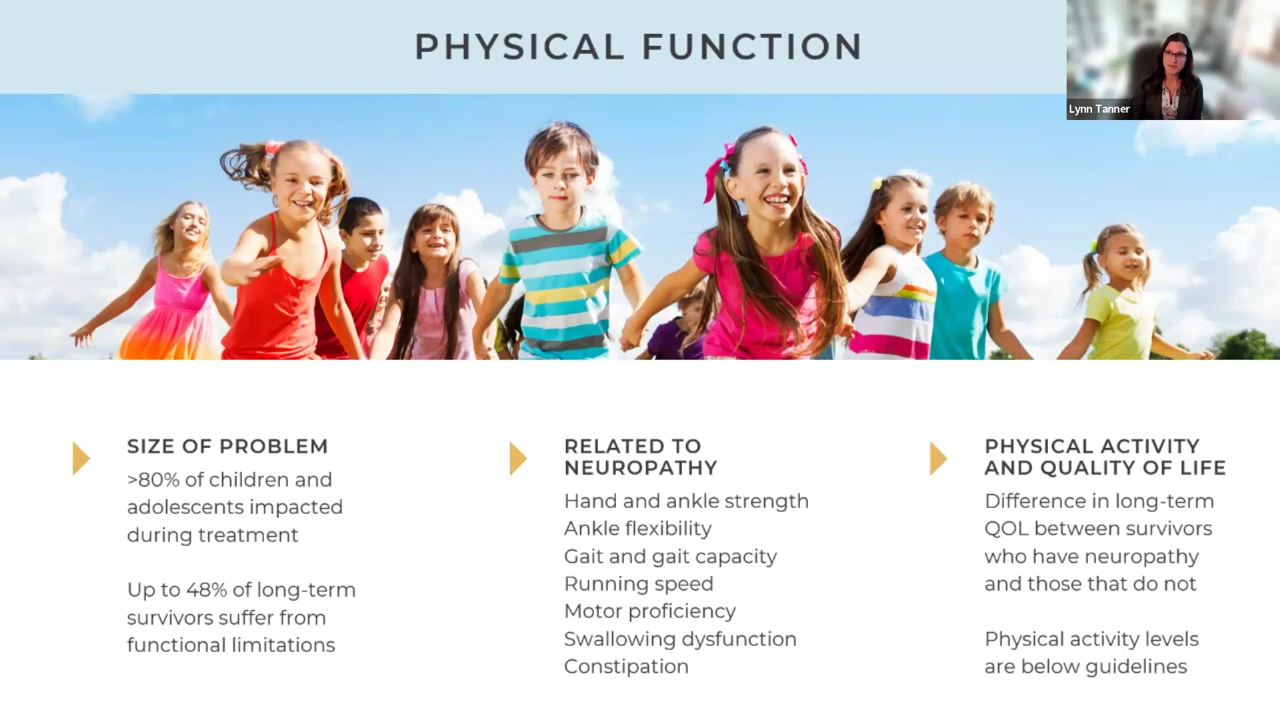 PHYSICAL FUNCTION
Lynn Tanner
SIZE OF PROBLEM
>80% of children and
adolescents impacted
during treatment
Up to 48% of long-term
survivors suffer from
functional limitations
RELATED TO
NEUROPATHY
Hand and ankle strength
Ankle flexibility
Gait and gait capacity
Running speed
Motor proficiency
Swallowing dysfunction
Constipation
PHYSICAL ACTIVITY
AND QUALITY OF LIFE
Difference in long-term
QOL between survivors
who have neuropathy
and those that do not
Physical activity levels
are below guidelines